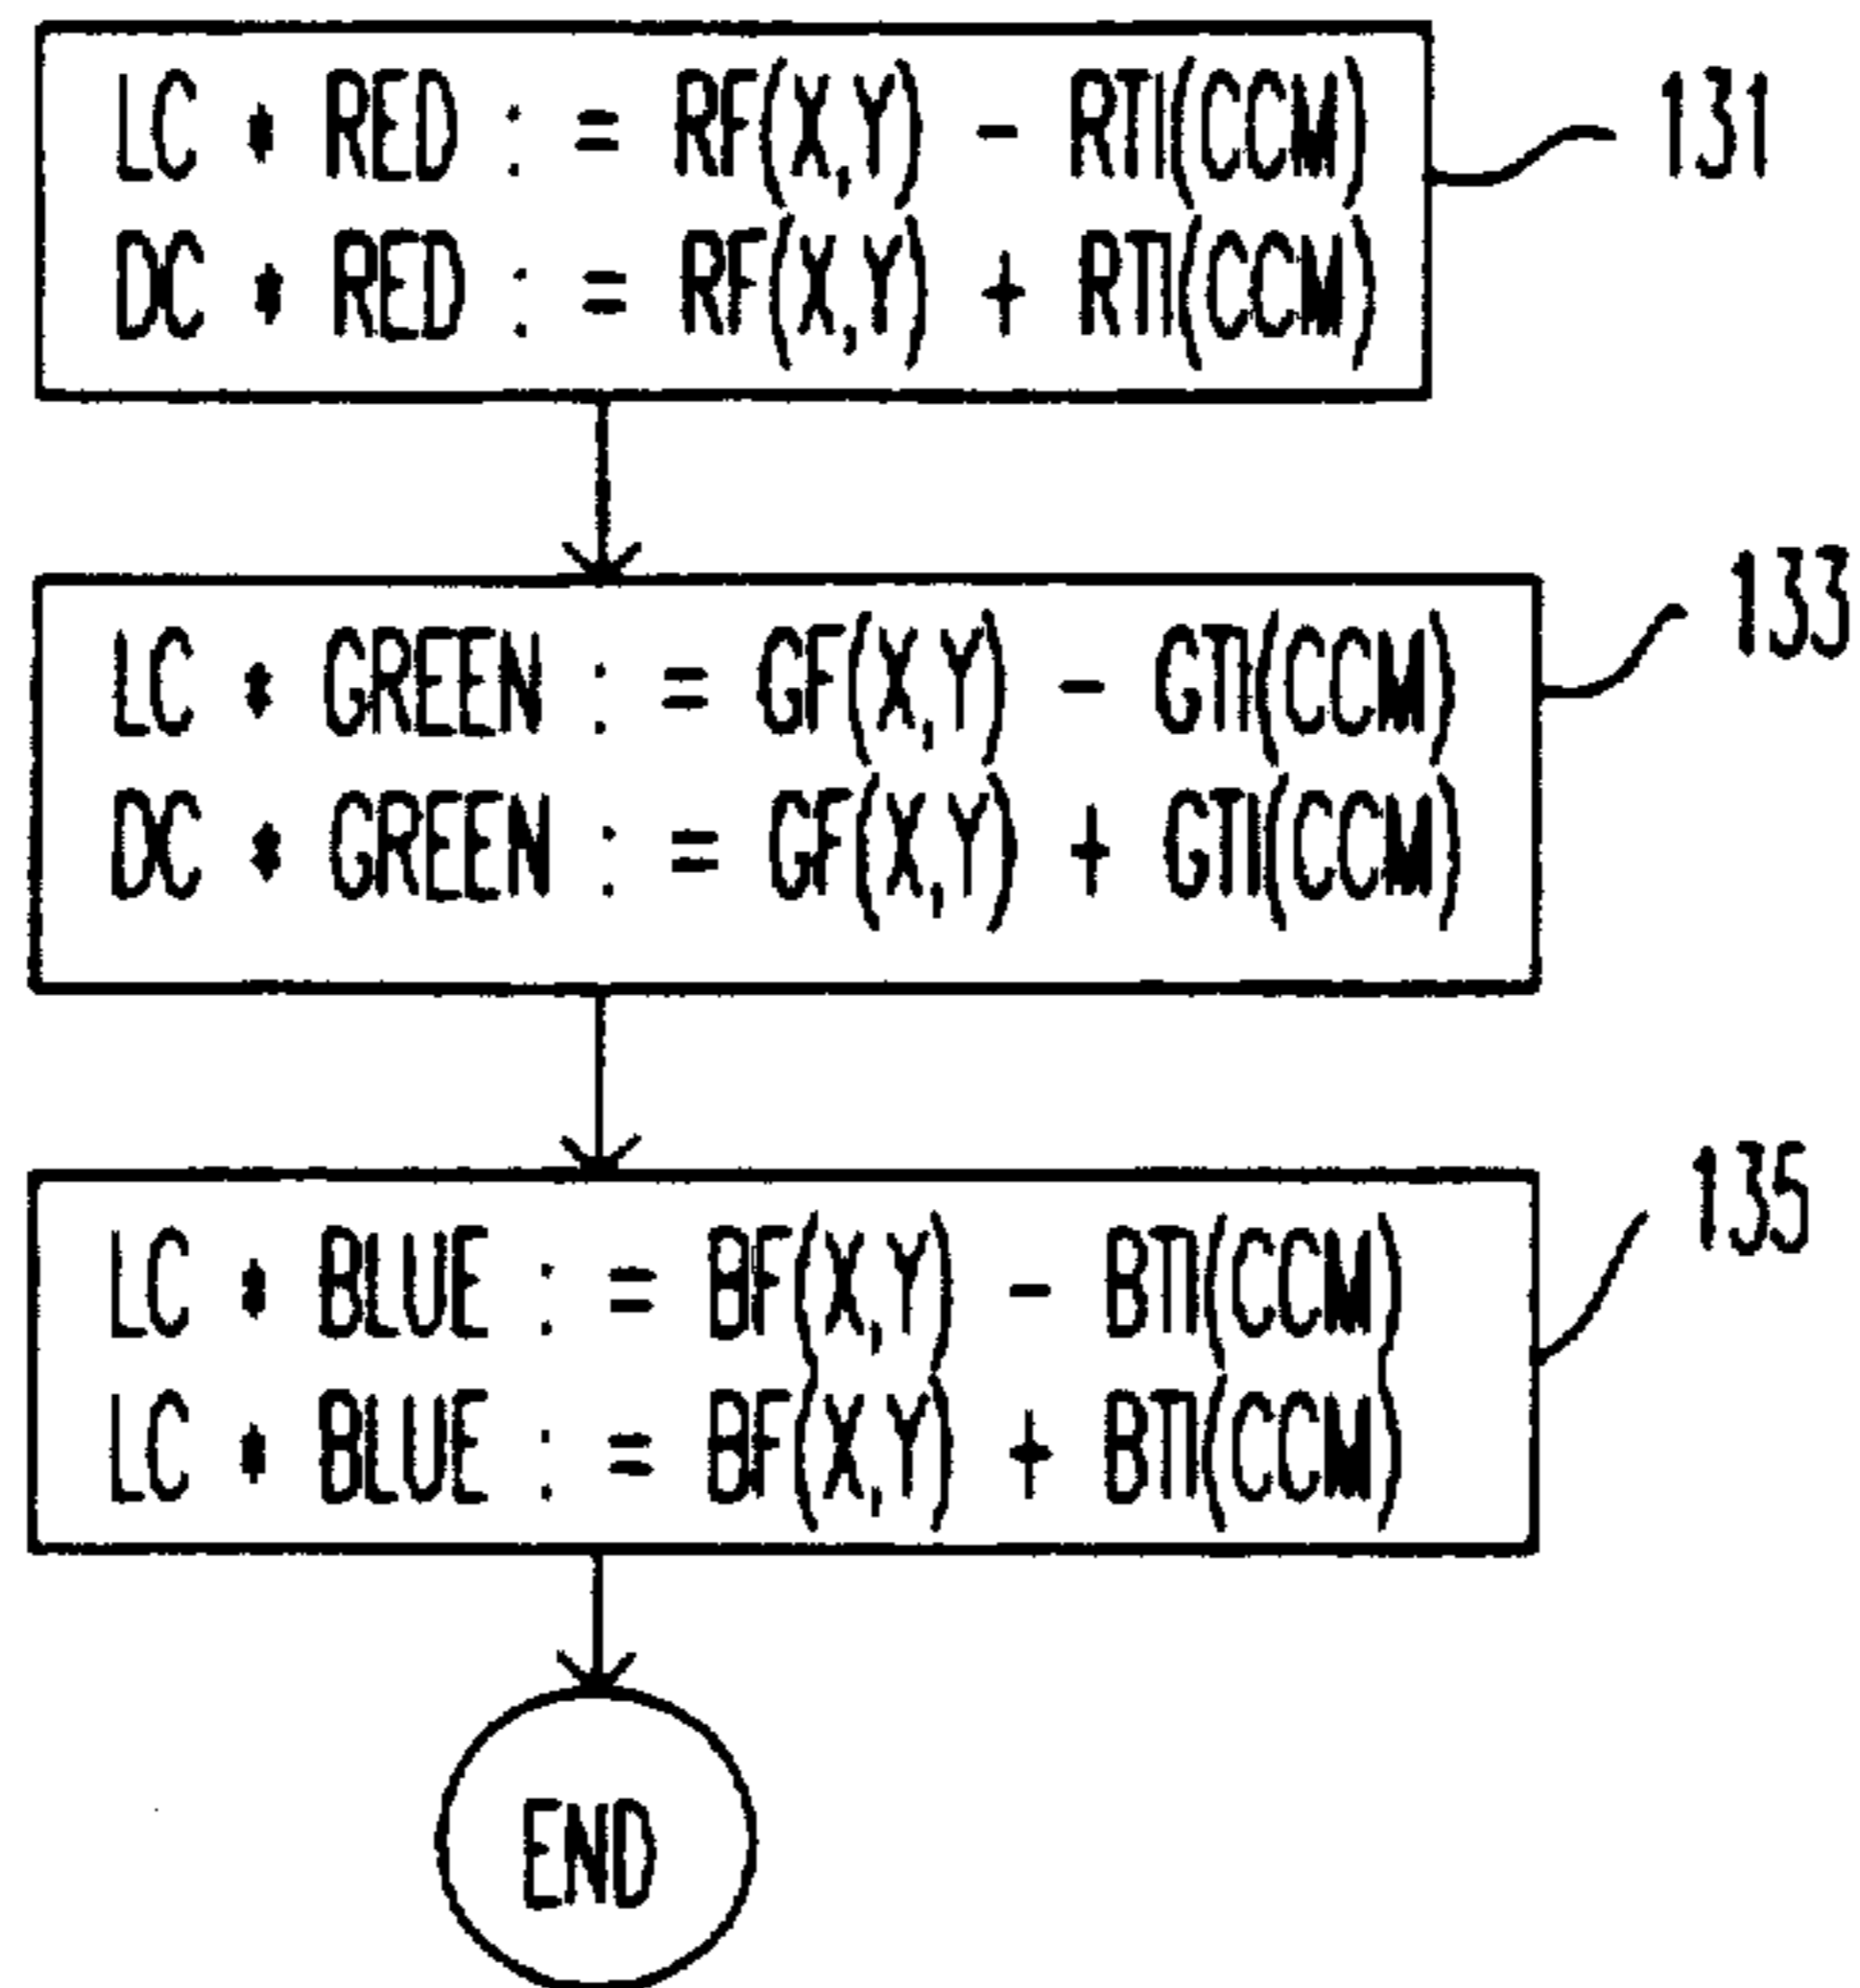 LC * RED : = RF(X,Y) - RTI(CCM)
DC * RED : = RF(X,Y) + RTI(CCM)
131
LC * GREEN : = GF(X,Y) - GTI(CCM)
DC * GREEN : = GF(X,Y) + GTI(CCM)
133
LC * BLUE : = BF(X,Y) - BTI(CCM)
LC * BLUE : = BF(X,Y) + BTI(CCM)
135
END